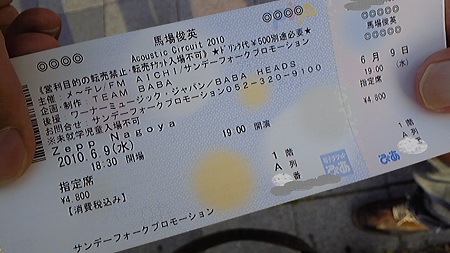 ◎◎◎◎ ◎◎◎◎
馬場俊英
Acoustic Circuit 2010
★ドリンク代¥500別途必要★
《営利目的の転売禁止・転売チケット入場不可》
主催 メ〜テレ/FM AICHI/サンデーフォークプロモーション
企画・制作:TEAM BABA
後援 ワーナーミュージック・ジャパン/BABA HEADS
お問合せ:サンデーフォークプロモーション052-320-9100
※未就学児童入場不可
Zepp Nagoya
2010. 6. 9(水) 19:00 開演
18:30 開場
指定席
¥4,800
【消費税込み】
1 階
A 列
番
サンデーフォークプロモーション
ぴあ
◎◎◎◎◎
馬場俊英
◎◎◎◎◎
6月 9日
19:00 (水)
指定席
¥4,800
1 階
A 列
番
ぴあ